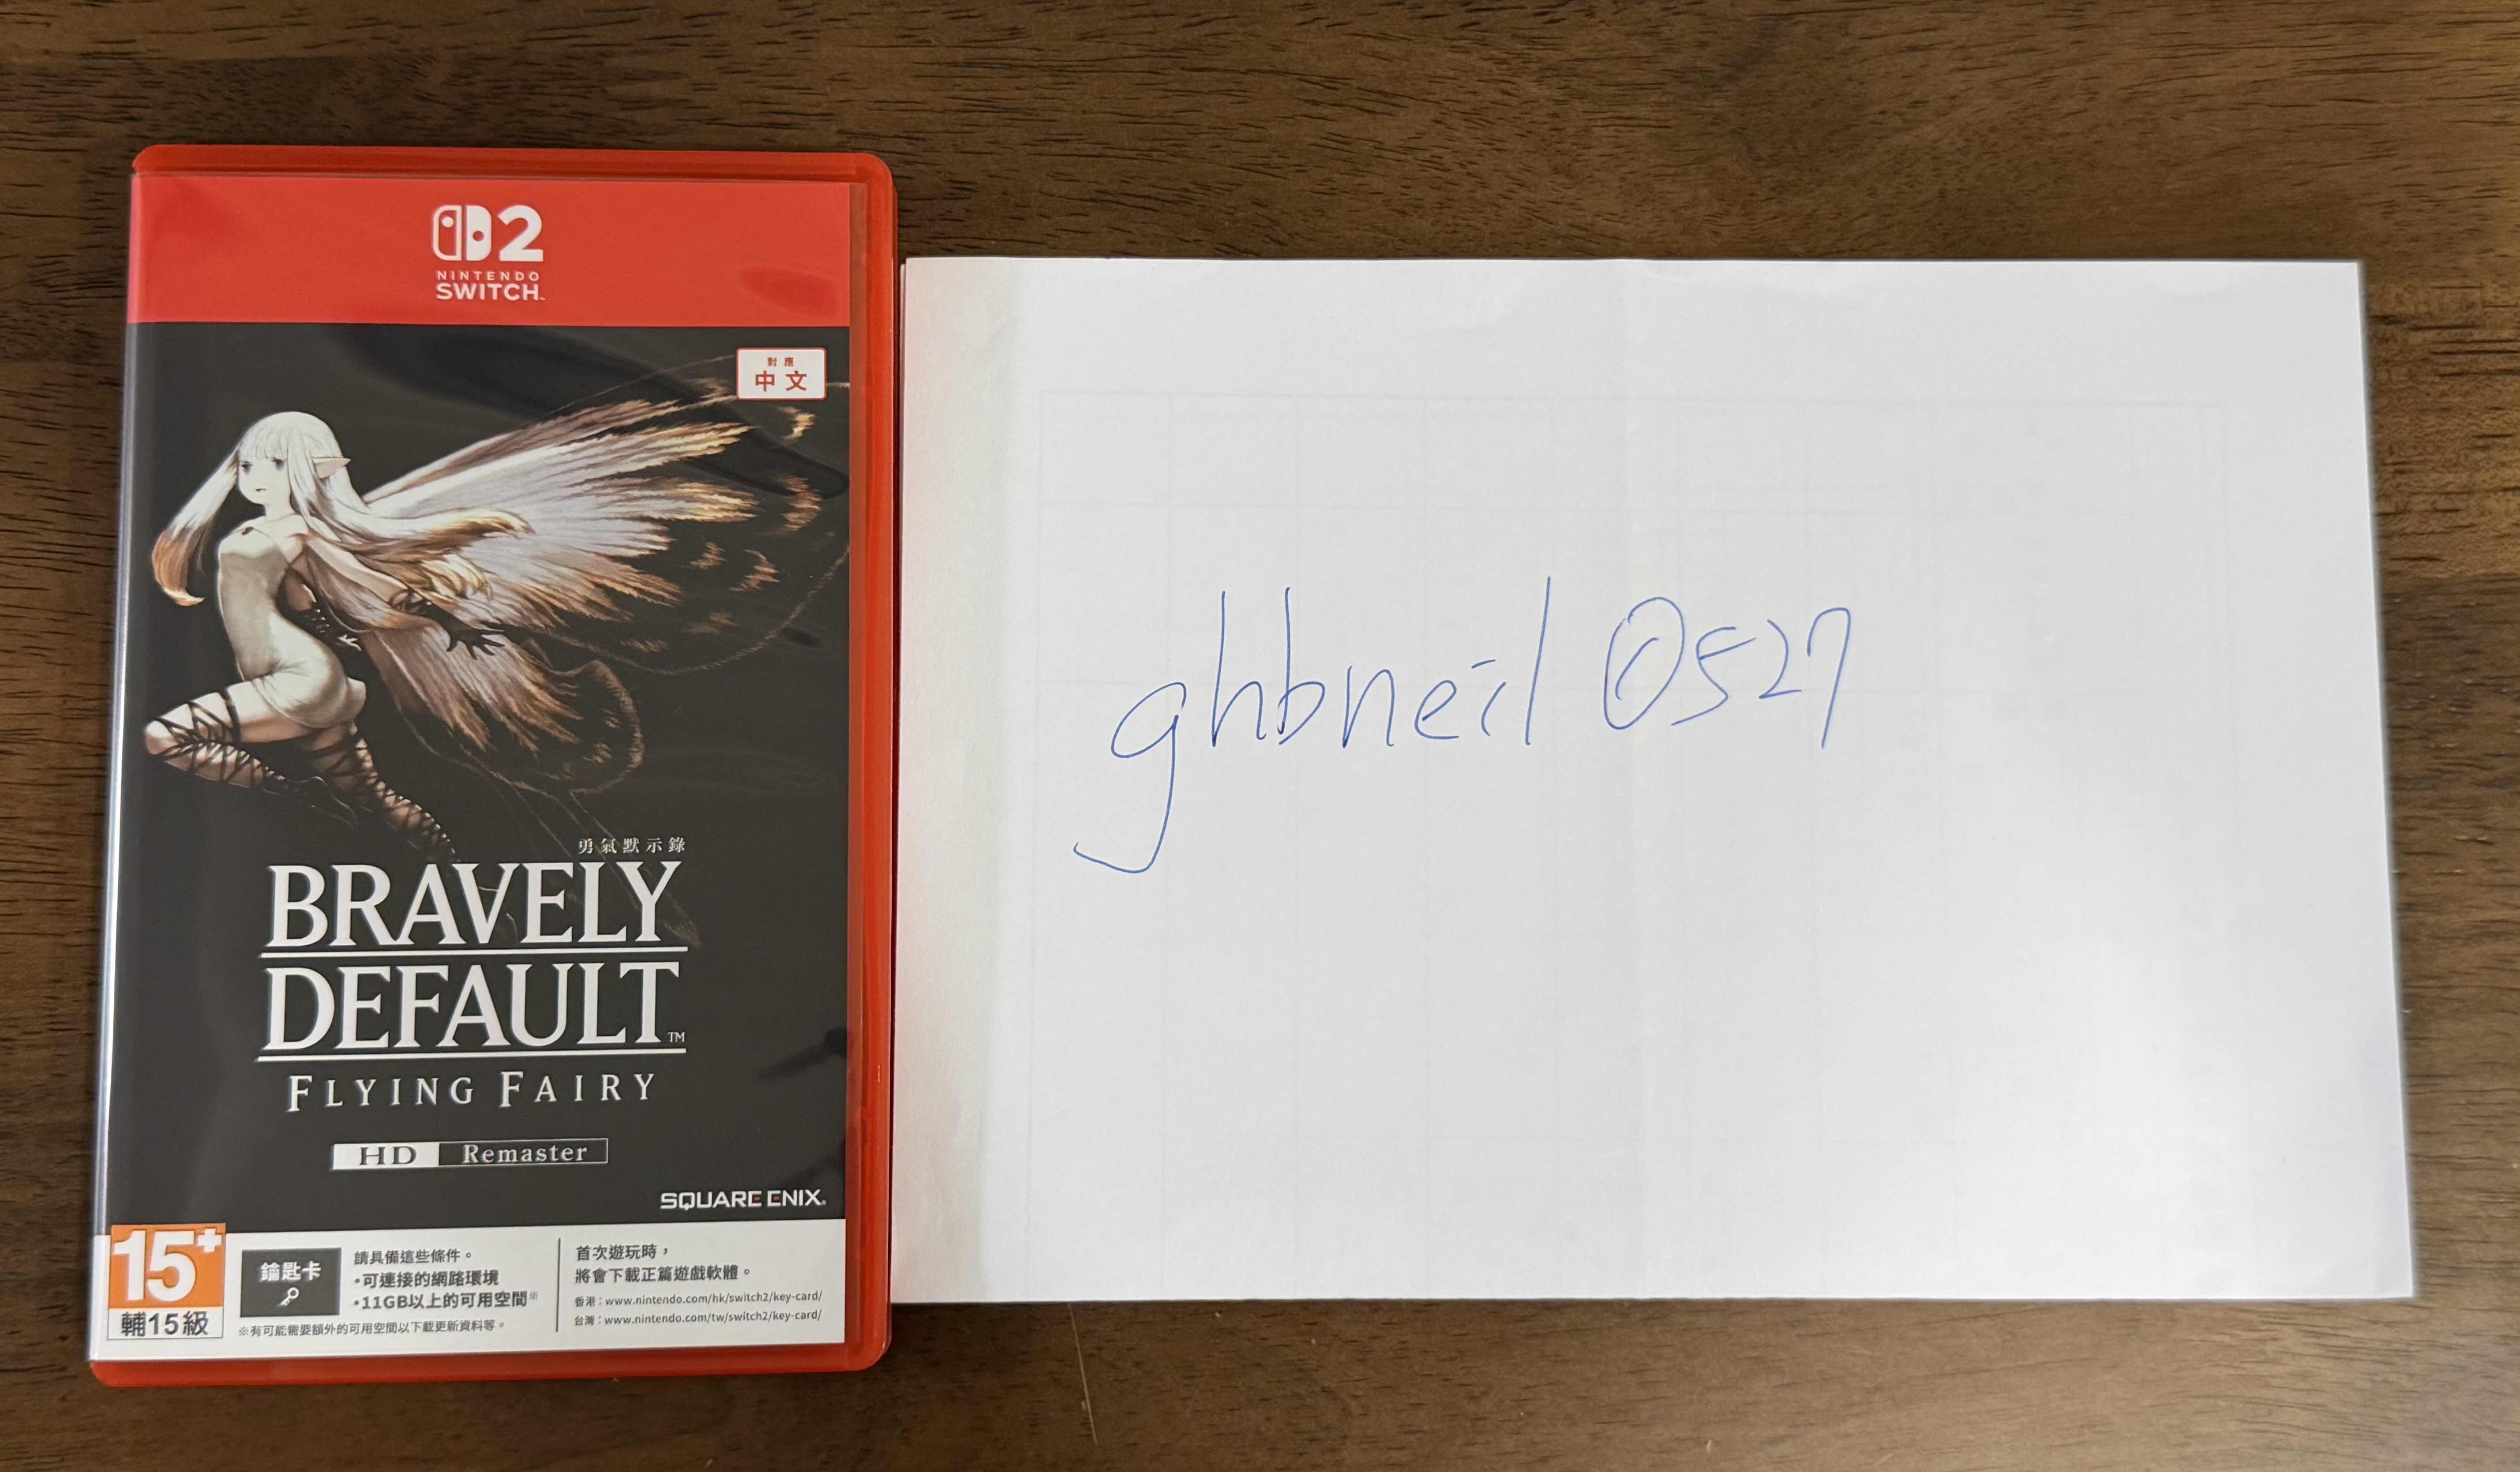 2
NINTENDO
SWITCH™
對應
中文
勇氣默示錄
BRAVELY
DEFAULT™
FLYING FAIRY
HD Remaster
SQUARE ENIX®
15+
輔15級
鑰匙卡
請具備這些條件。
•可連接的網路環境
•11GB以上的可用空間※
※有可能需要額外的可用空間以下載更新資料等。
首次遊玩時，
將會下載正篇遊戲軟體。
香港：www.nintendo.com/hk/switch2/key-card/
台灣：www.nintendo.com/tw/switch2/key-card/
ghbneil 0527